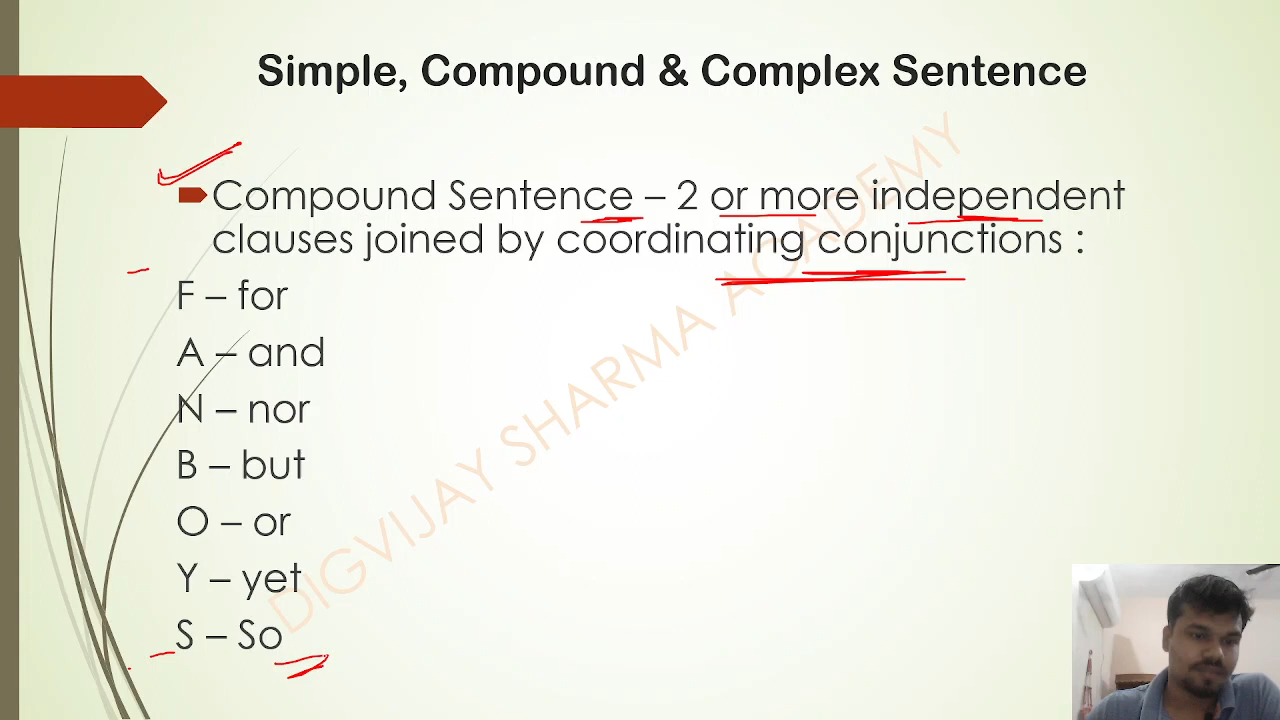 Simple, Compound & Complex Sentence
Compound Sentence – 2 or more independent
clauses joined by coordinating conjunctions :
F – for
A – and
N – nor
B – but
O – or
Y – yet
S – So
DIGVIJAY SHARMA ACADEMY